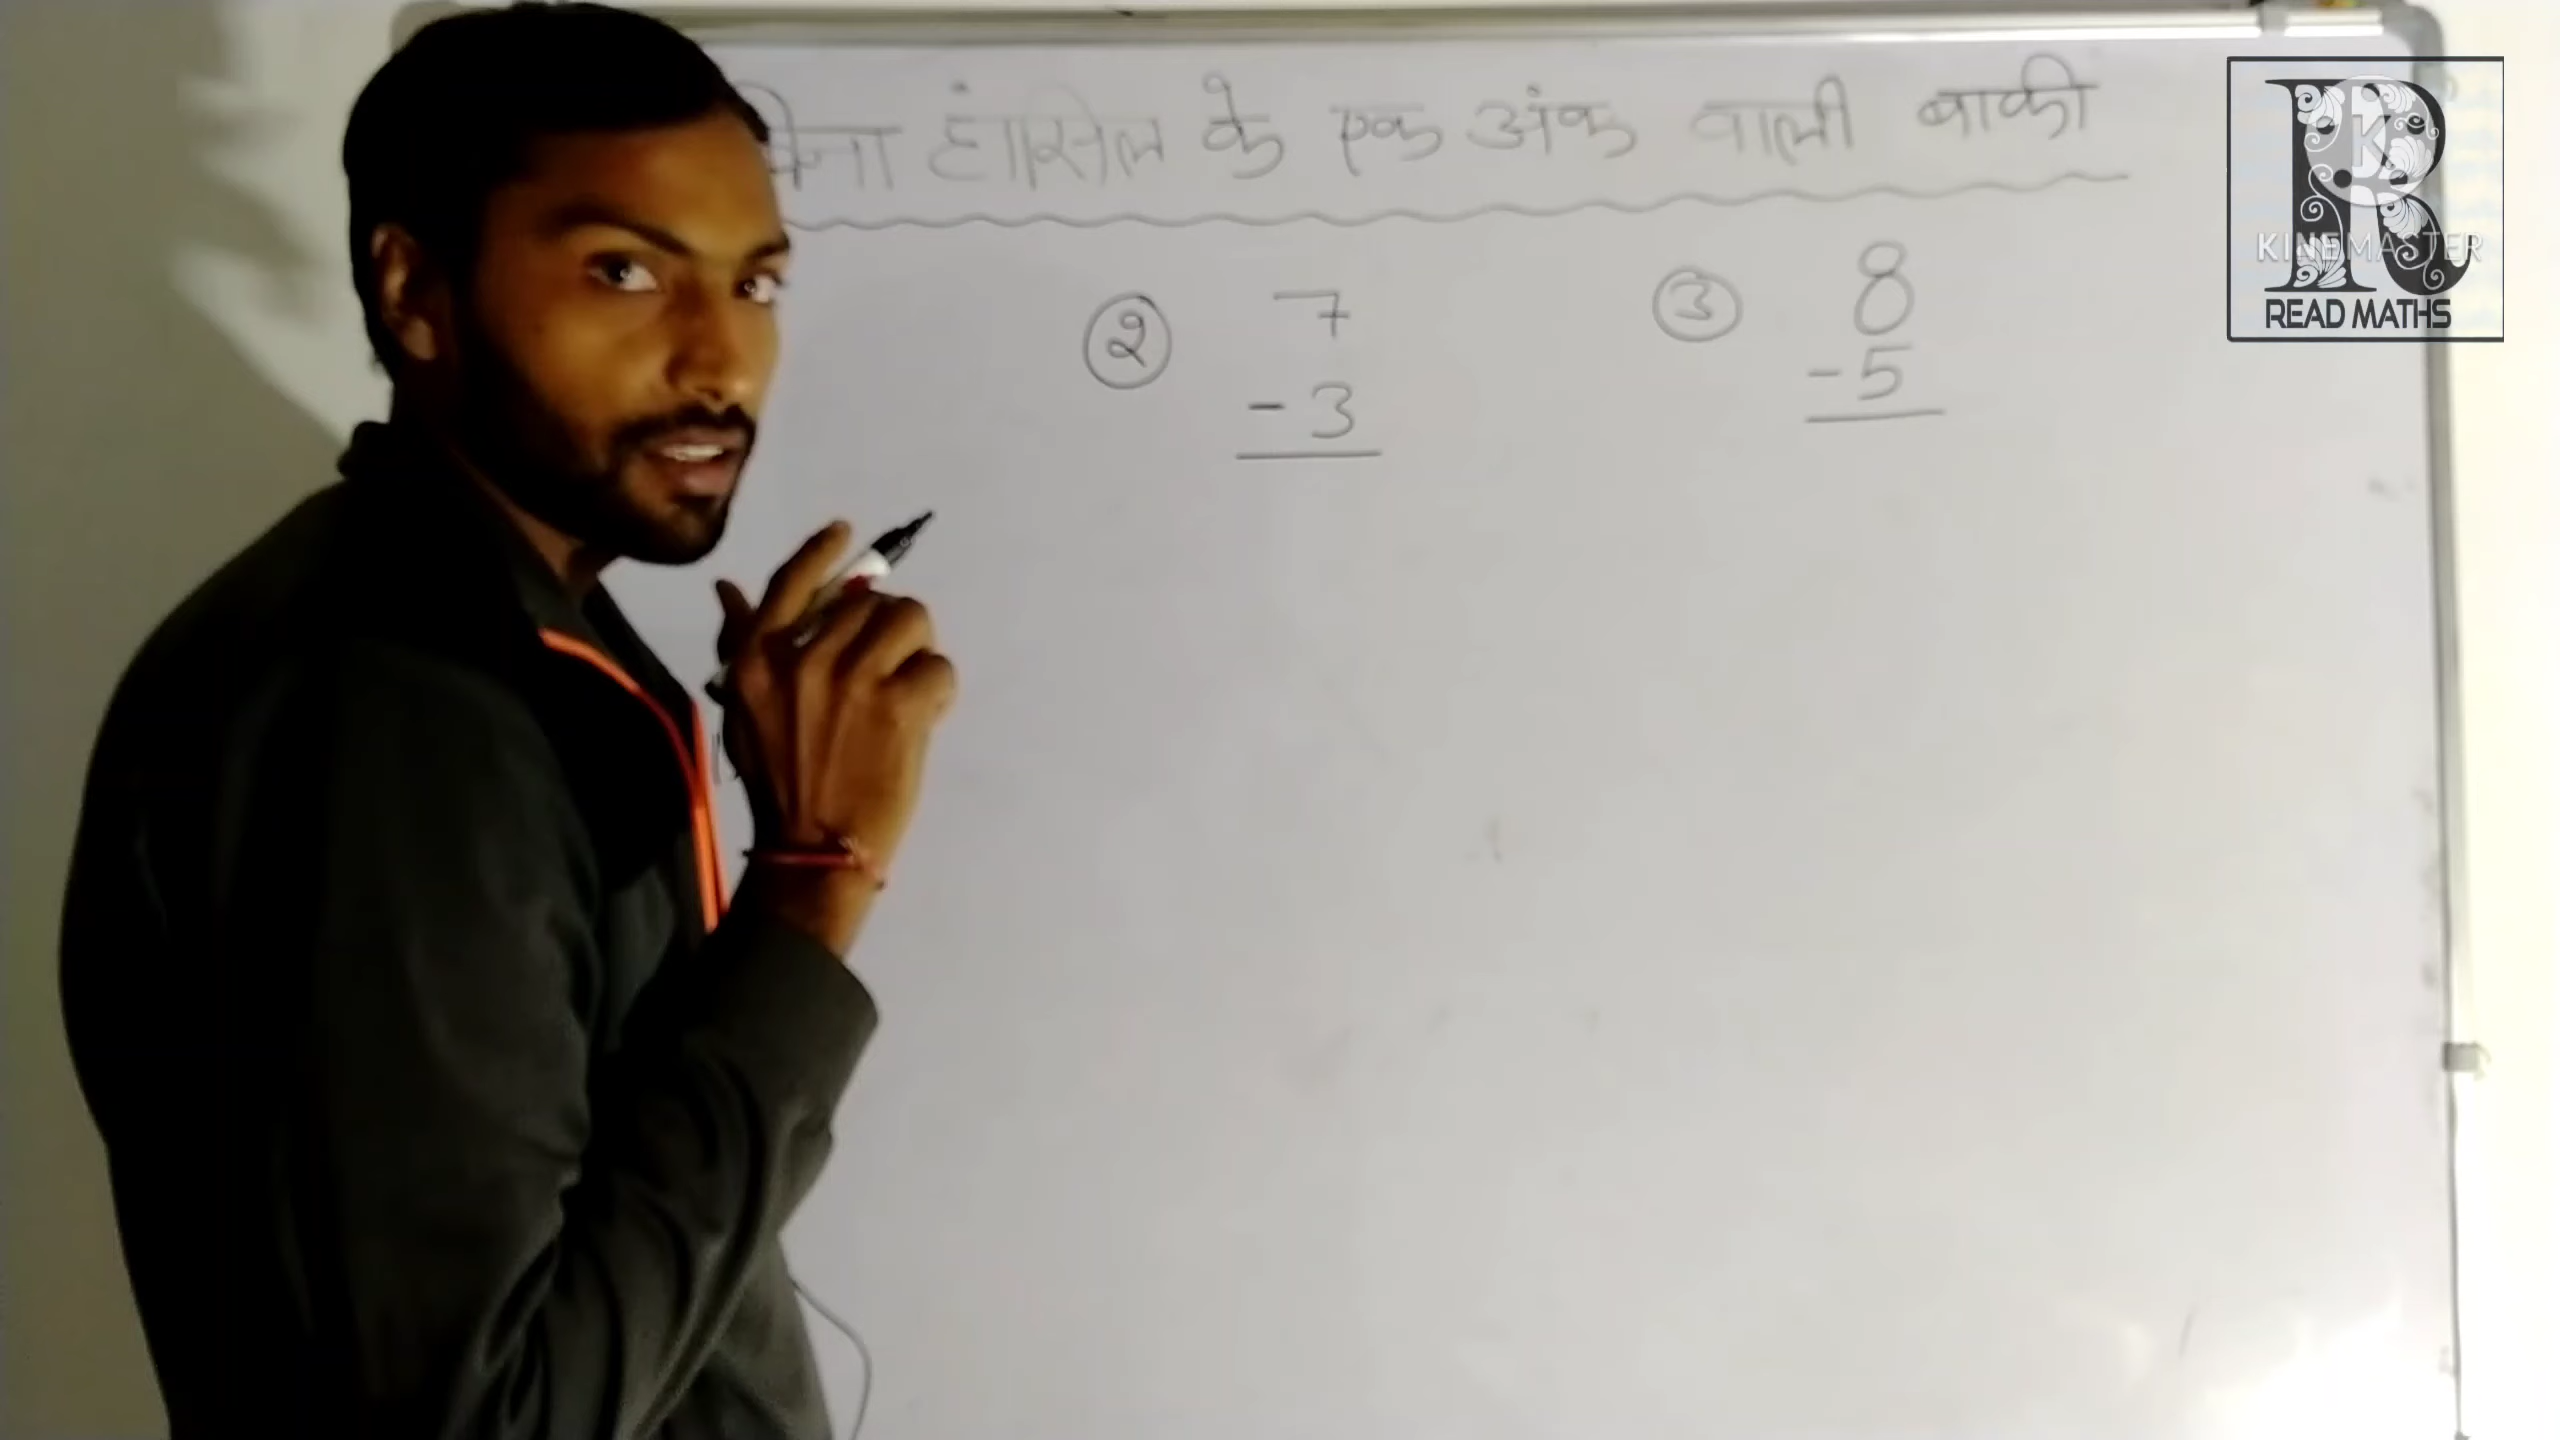 बिना हांसिल के एक अंक वाली बाकी
② 7
- 3
③ 8
- 5
K
KINEMASTER
R
READ MATHS